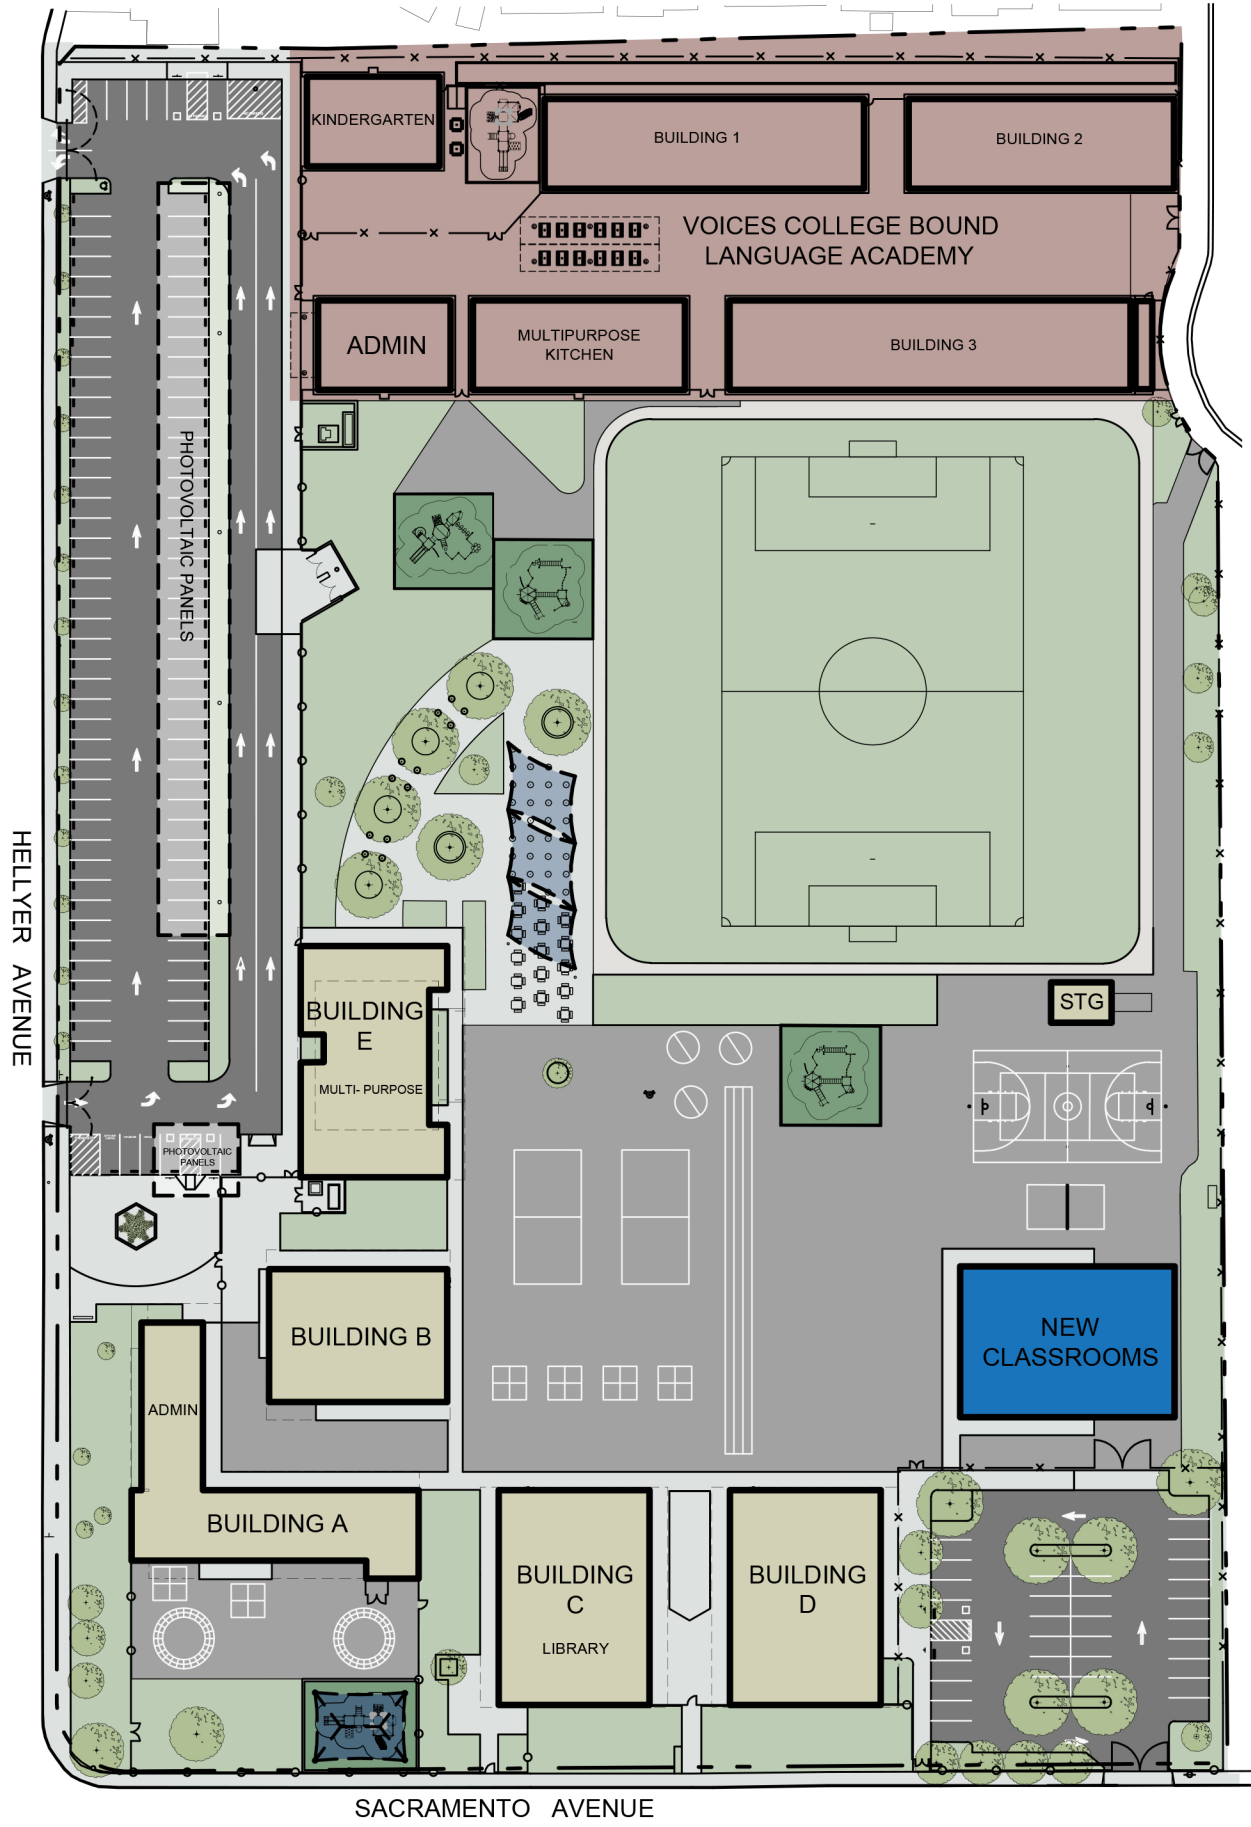 KINDERGARTEN
BUILDING 1
BUILDING 2
VOICES COLLEGE BOUND
LANGUAGE ACADEMY
ADMIN
MULTIPURPOSE
KITCHEN
BUILDING 3
PHOTOVOLTAIC PANELS
HELLYER AVENUE
BUILDING
E
MULTI- PURPOSE
STG
PHOTOVOLTAIC
PANELS
BUILDING B
NEW
CLASSROOMS
ADMIN
BUILDING A
BUILDING
C
LIBRARY
BUILDING
D
SACRAMENTO AVENUE